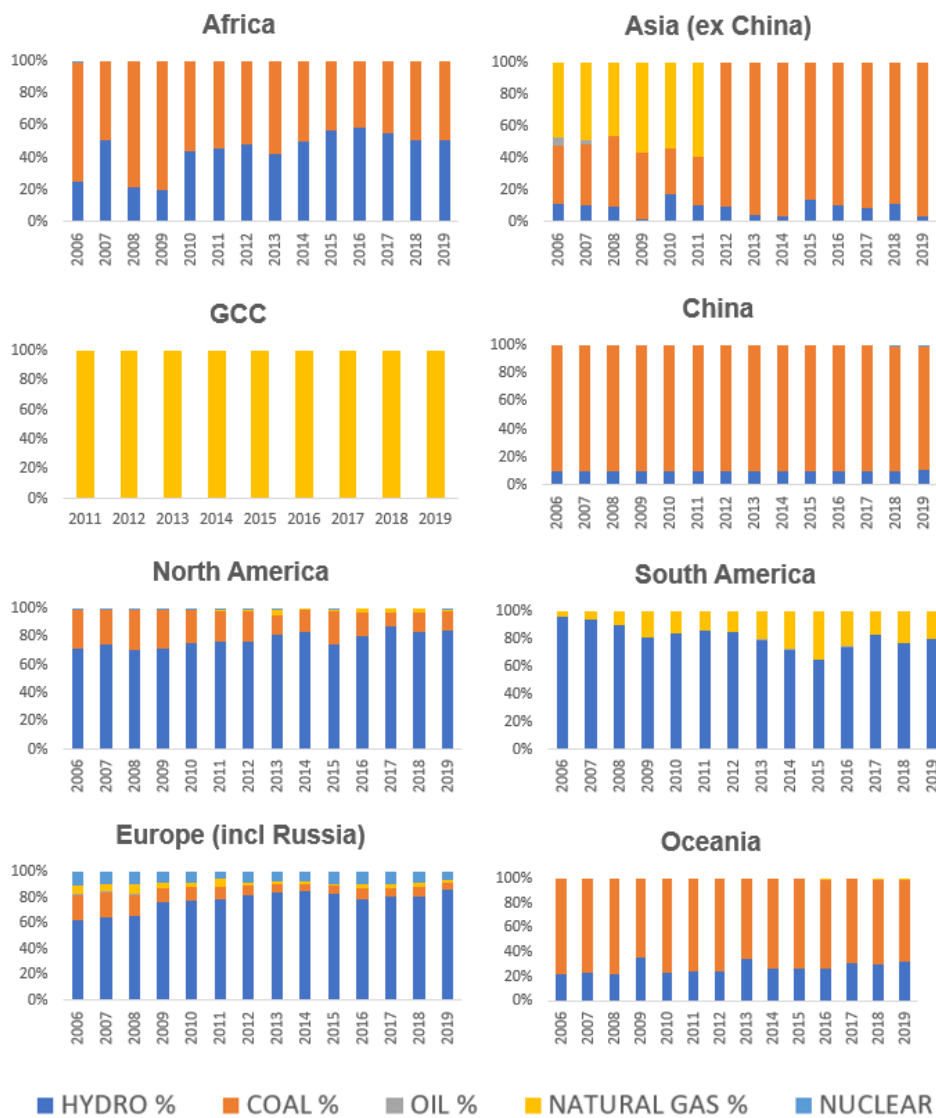 Africa
100%
80%
60%
40%
20%
0%
2006 2007 2008 2009 2010 2011 2012 2013 2014 2015 2016 2017 2018 2019
Asia (ex China)
100%
80%
60%
40%
20%
0%
2006 2007 2008 2009 2010 2011 2012 2013 2014 2015 2016 2017 2018 2019
GCC
100%
80%
60%
40%
20%
0%
2011 2012 2013 2014 2015 2016 2017 2018 2019
China
100%
80%
60%
40%
20%
0%
2006 2007 2008 2009 2010 2011 2012 2013 2014 2015 2016 2017 2018 2019
North America
100%
80%
60%
40%
20%
0%
2006 2007 2008 2009 2010 2011 2012 2013 2014 2015 2016 2017 2018 2019
South America
100%
80%
60%
40%
20%
0%
2006 2007 2008 2009 2010 2011 2012 2013 2014 2015 2016 2017 2018 2019
Europe (incl Russia)
100%
80%
60%
40%
20%
0%
2006 2007 2008 2009 2010 2011 2012 2013 2014 2015 2016 2017 2018 2019
Oceania
100%
80%
60%
40%
20%
0%
2006 2007 2008 2009 2010 2011 2012 2013 2014 2015 2016 2017 2018 2019
HYDRO % COAL % OIL % NATURAL GAS % NUCLEAR